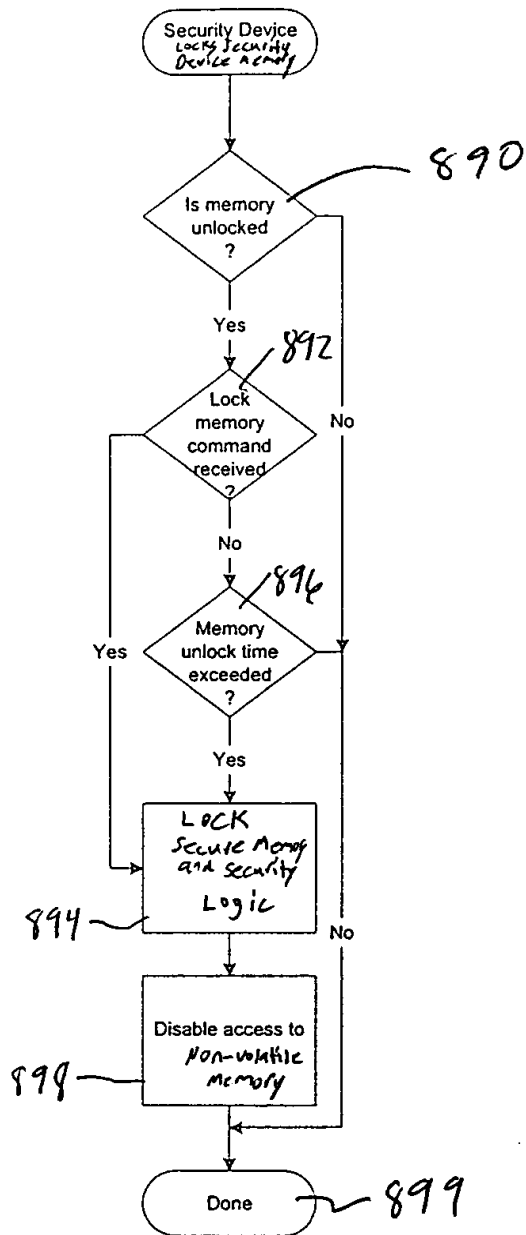 Security Device
Locks Security
Device Memory
890
Is memory
unlocked
?
Yes
892
Lock
memory
command
received
?
No
No
896
Memory
unlock time
exceeded
?
Yes
Yes
LOCK
Secure Memory
and Security
Logic
894
No
Disable access to
Non-volatile
memory
898
Done
899